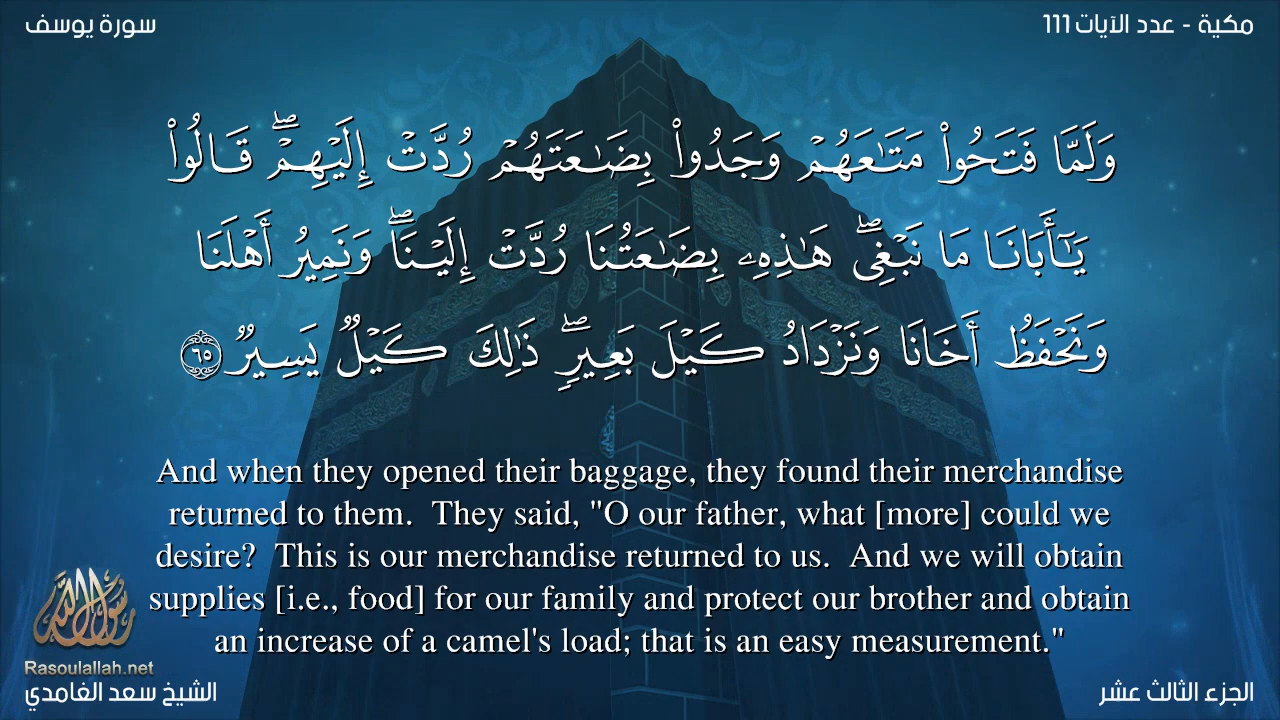 سورة يوسف
مكية - عدد الآيات 111
وَلَمَّا فَتَحُوا۟ مَتَـٰعَهُمْ وَجَدُوا۟ بِضَـٰعَتَهُمْ رُدَّتْ إِلَيْهِمْ ۖ قَالُوا۟
يَـٰٓأَبَانَا مَا نَبْغِى ۖ هَـٰذِهِۦ بِضَـٰعَتُنَا رُدَّتْ إِلَيْنَا ۖ وَنَمِيرُ أَهْلَنَا
وَنَحْفَظُ أَخَانَا وَنَزْدَادُ كَيْلَ بَعِيرٍ ۖ ذَٰلِكَ كَيْلٌ يَسِيرٌ ٦٥
And when they opened their baggage, they found their merchandise
returned to them.  They said, "O our father, what [more] could we
desire?  This is our merchandise returned to us.  And we will obtain
supplies [i.e., food] for our family and protect our brother and obtain
an increase of a camel's load; that is an easy measurement."
رسول الله
Rasoulallah.net
الشيخ سعد الغامدي
الجزء الثالث عشر